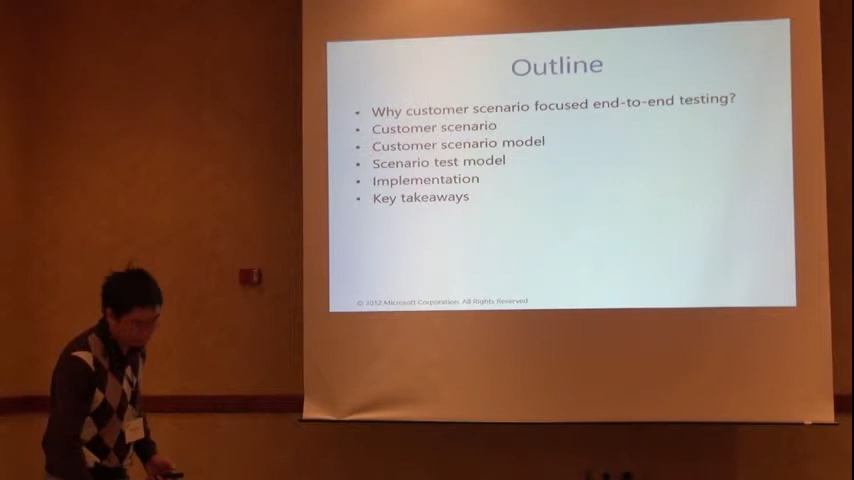 Outline
• Why customer scenario focused end-to-end testing?
• Customer scenario
• Customer scenario model
• Scenario test model
• Implementation
• Key takeaways
© 2012 Microsoft Corporation. All Rights Reserved